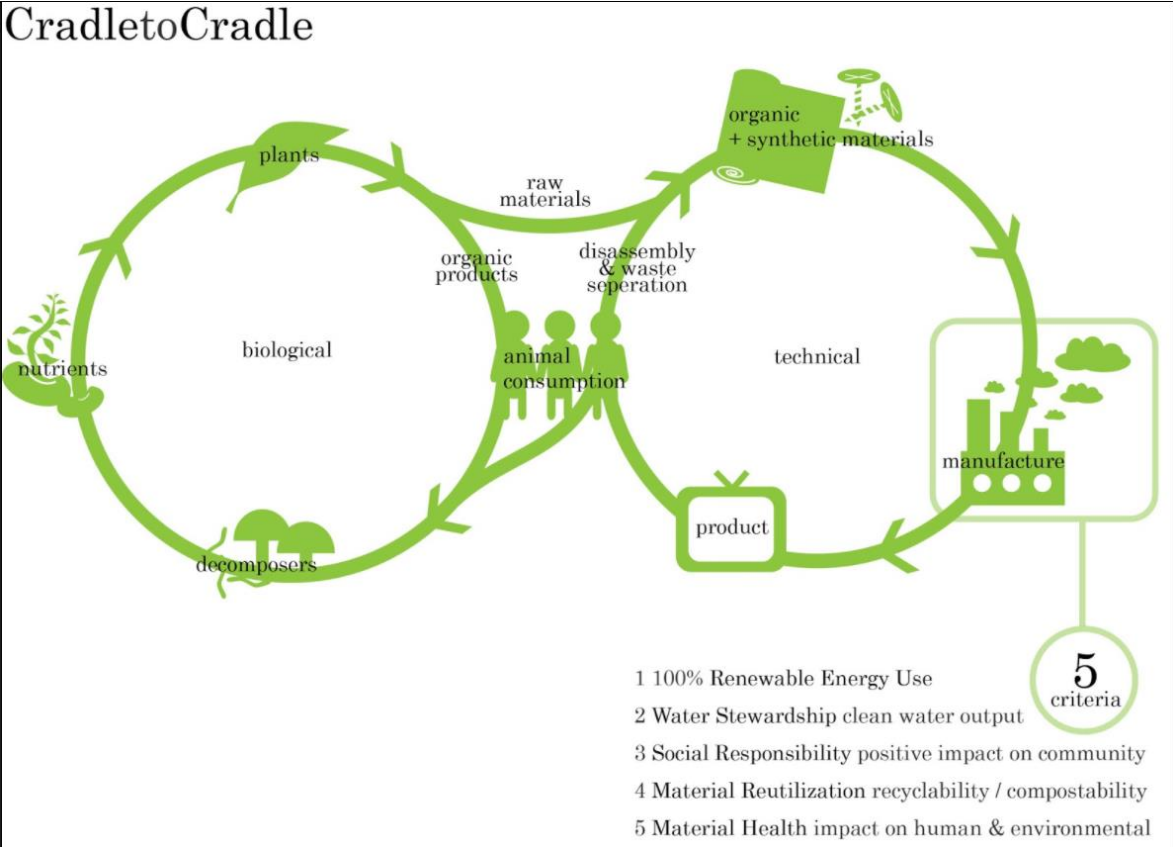 CradletoCradle
plants
raw
materials
organic
+ synthetic materials
organic
products
disassembly
& waste
seperation
nutrients
biological
animal
consumption
technical
manufacture
product
decomposers
5
criteria
1 100% Renewable Energy Use
2 Water Stewardship clean water output
3 Social Responsibility positive impact on community
4 Material Reutilization recyclability / compostability
5 Material Health impact on human & environmental